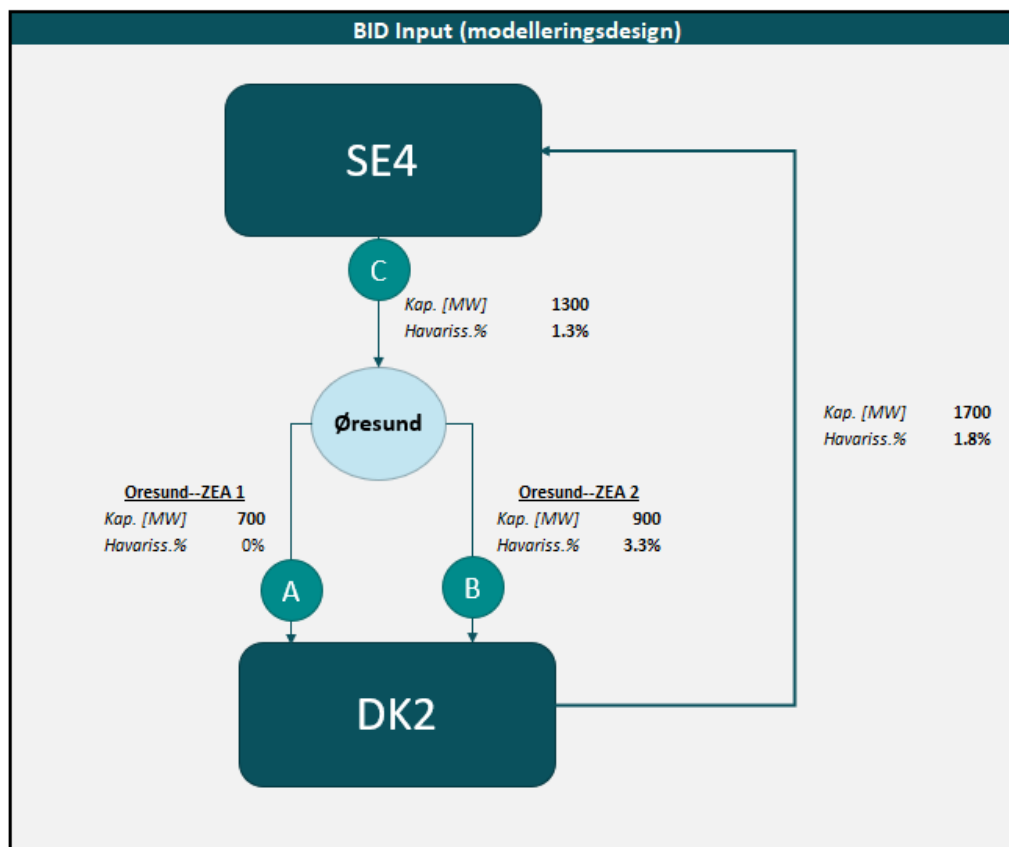 BID Input (modelleringsdesign)
SE4
C
Kap. [MW] 1300
Havariss.% 1.3%
Øresund
Kap. [MW] 1700
Havariss.% 1.8%
Oresund--ZEA 1
Kap. [MW] 700
Havariss.% 0%
Oresund--ZEA 2
Kap. [MW] 900
Havariss.% 3.3%
A
B
DK2